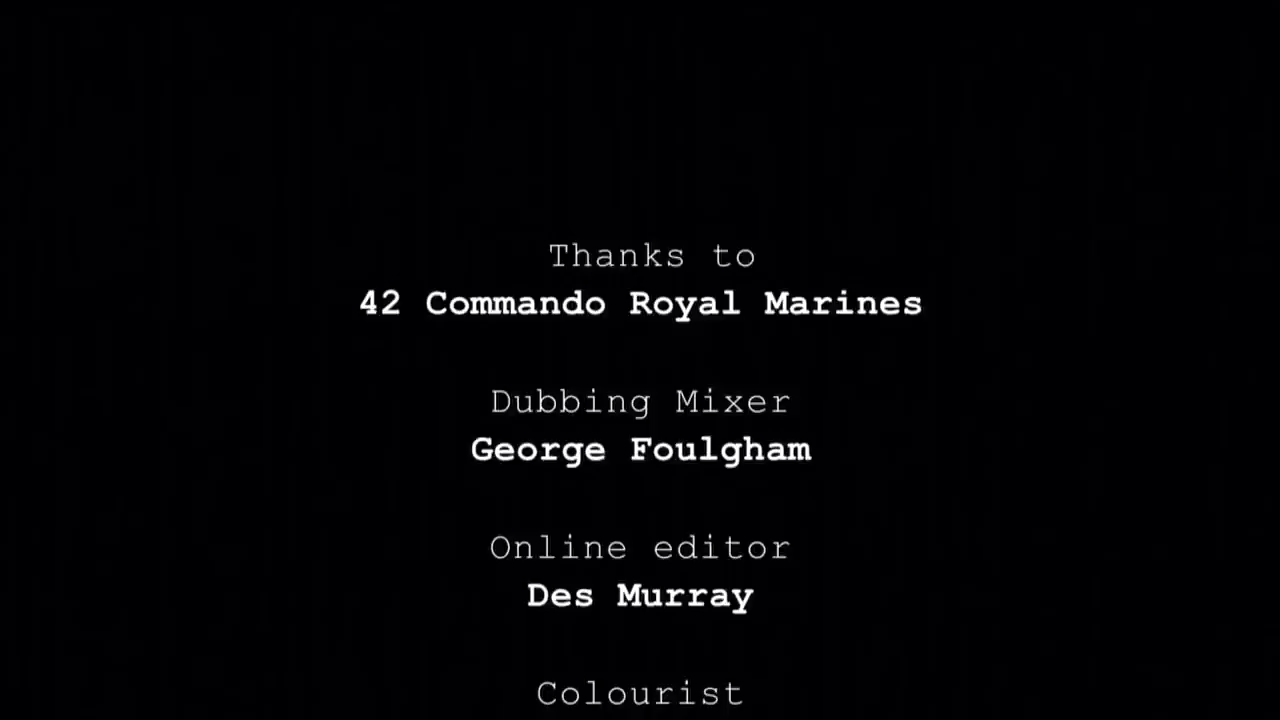 Thanks to
42 Commando Royal Marines
Dubbing Mixer
George Foulgham
Online editor
Des Murray
Colourist